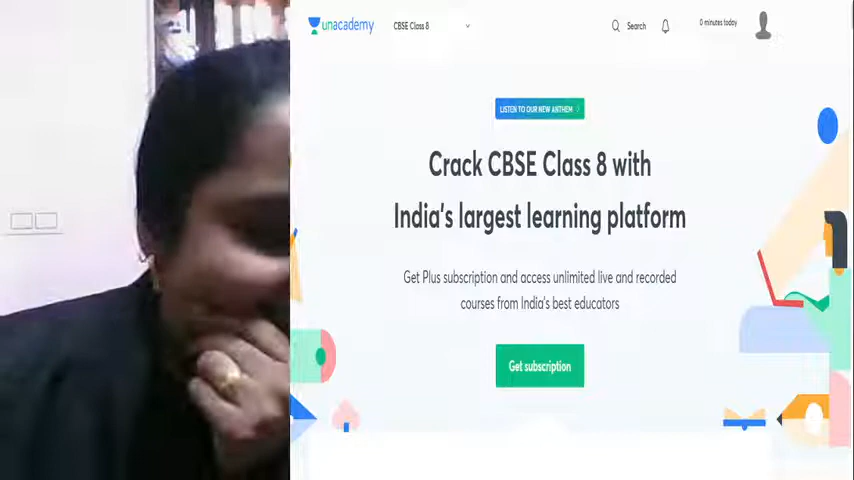 unacademy
CBSE Class 8
Search
0 minutes today
LISTEN TO OUR NEW ANTHEM
Crack CBSE Class 8 with
India's largest learning platform
Get Plus subscription and access unlimited live and recorded
courses from India's best educators
Get subscription